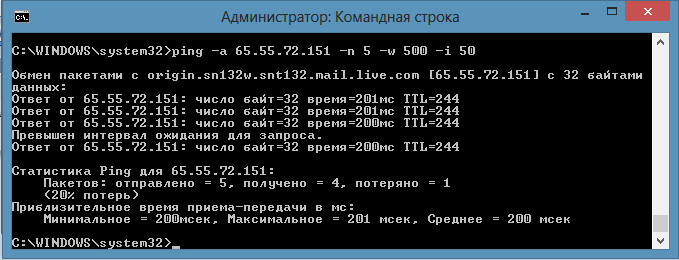 Администратор: Командная строка
C:\WINDOWS\system32>ping -a 65.55.72.151 -n 5 -w 500 -i 50
Обмен пакетами с origin.sn132w.snt132.mail.live.com [65.55.72.151] с 32 байтами
данных:
Ответ от 65.55.72.151: число байт=32 время=201мс TTL=244
Ответ от 65.55.72.151: число байт=32 время=201мс TTL=244
Ответ от 65.55.72.151: число байт=32 время=200мс TTL=244
Превышен интервал ожидания для запроса.
Ответ от 65.55.72.151: число байт=32 время=200мс TTL=244
Статистика Ping для 65.55.72.151:
Пакетов: отправлено = 5, получено = 4, потеряно = 1
(20% потерь)
Приблизительное время приема-передачи в мс:
Минимальное = 200мсек, Максимальное = 201 мсек, Среднее = 200 мсек
C:\WINDOWS\system32>_